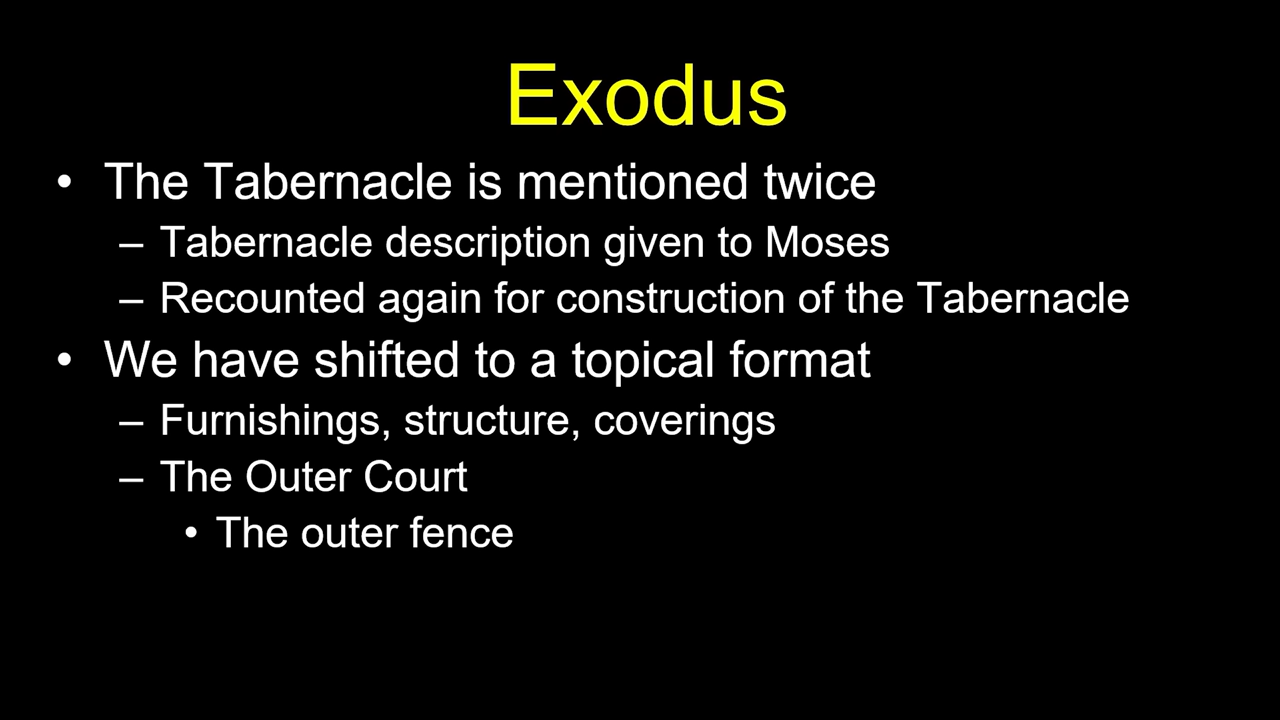 Exodus
• The Tabernacle is mentioned twice
– Tabernacle description given to Moses
– Recounted again for construction of the Tabernacle
• We have shifted to a topical format
– Furnishings, structure, coverings
– The Outer Court
• The outer fence